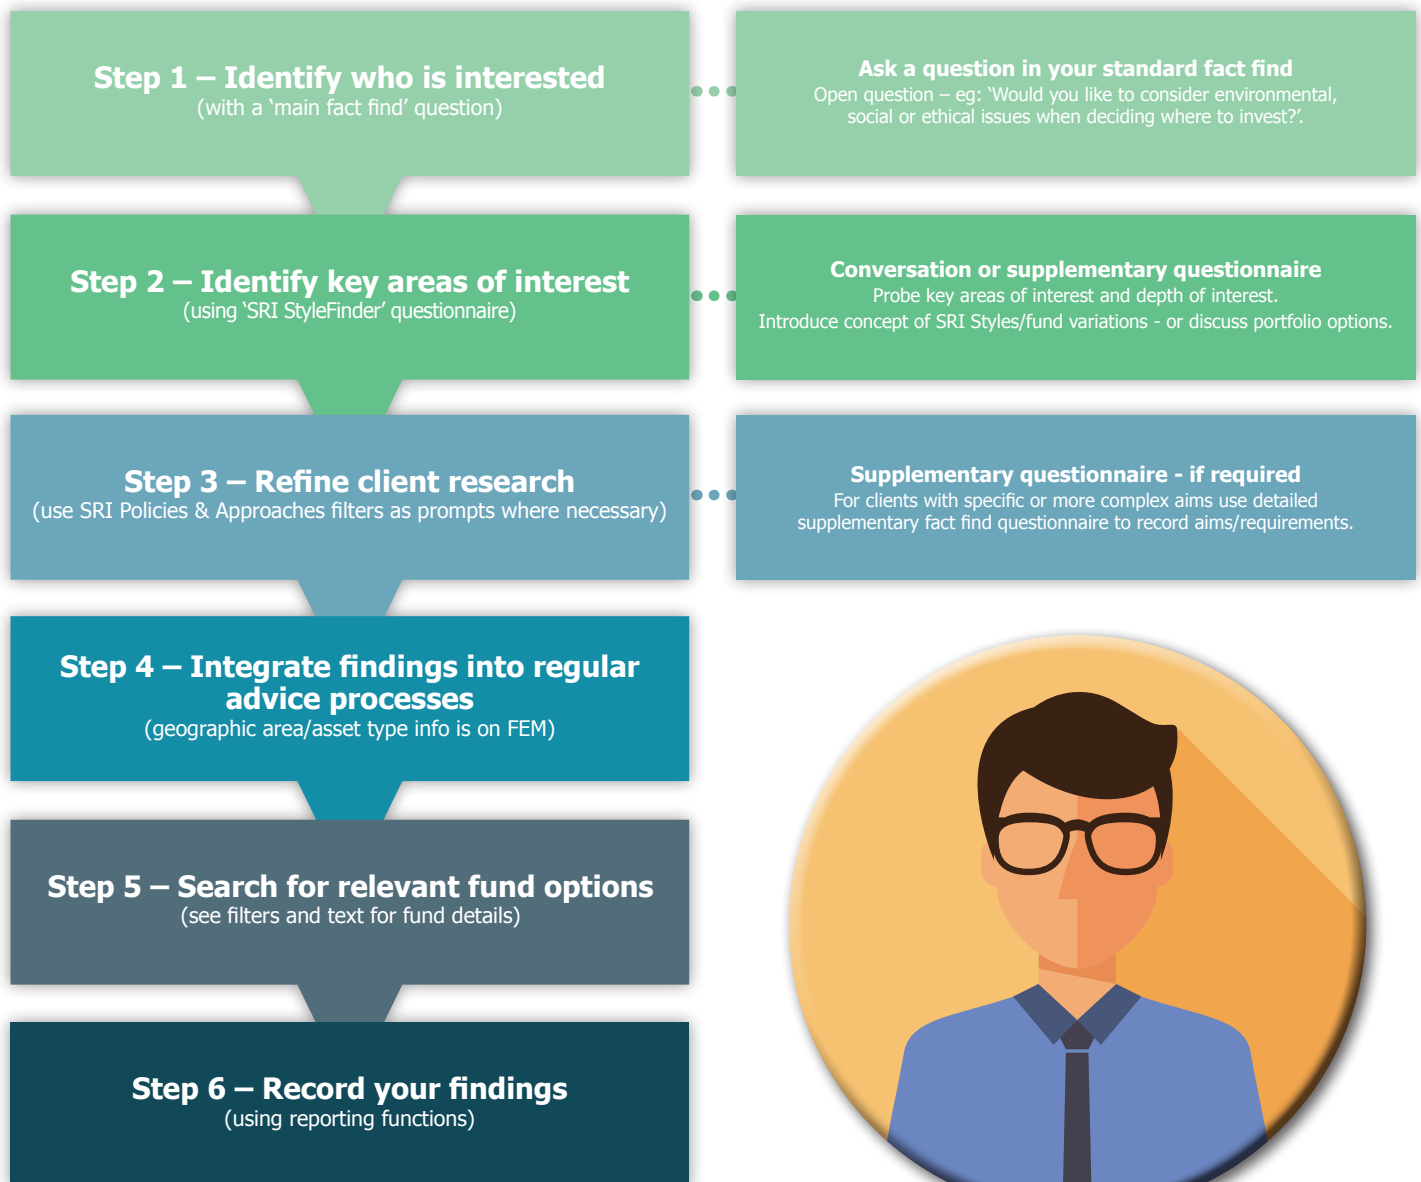 Step 1 – Identify who is interested
(with a ‘main fact find’ question)
Ask a question in your standard fact find
Open question – eg: ‘Would you like to consider environmental,
social or ethical issues when deciding where to invest?’.
Step 2 – Identify key areas of interest
(using ‘SRI StyleFinder’ questionnaire)
Conversation or supplementary questionnaire
Probe key areas of interest and depth of interest.
Introduce concept of SRI Styles/fund variations - or discuss portfolio options.
Step 3 – Refine client research
(use SRI Policies & Approaches filters as prompts where necessary)
Supplementary questionnaire - if required
For clients with specific or more complex aims use detailed
supplementary fact find questionnaire to record aims/requirements.
Step 4 – Integrate findings into regular
advice processes
(geographic area/asset type info is on FEM)
Step 5 – Search for relevant fund options
(see filters and text for fund details)
Step 6 – Record your findings
(using reporting functions)